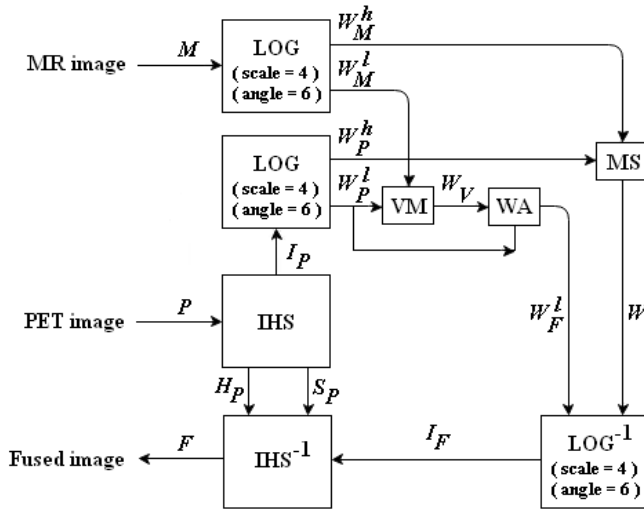 MR image
M
LOG
( scale = 4 )
( angle = 6 )
W_M^h
W_M^l
LOG
( scale = 4 )
( angle = 6 )
W_P^h
W_P^l
MS
VM
W_V
WA
I_P
PET image
P
IHS
W_F^l
W
H_P
S_P
Fused image
F
IHS^-1
I_F
LOG^-1
( scale = 4 )
( angle = 6 )